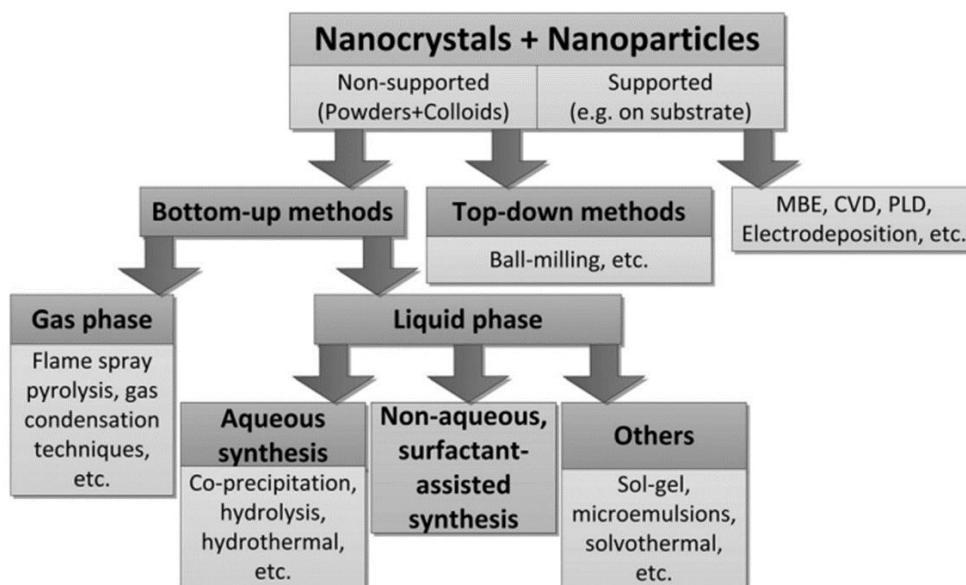 Nanocrystals + Nanoparticles
Non-supported
(Powders+Colloids)
Supported
(e.g. on substrate)
Bottom-up methods
Top-down methods
Ball-milling, etc.
MBE, CVD, PLD,
Electrodeposition, etc.
Gas phase
Flame spray
pyrolysis, gas
condensation
techniques,
etc.
Liquid phase
Aqueous
synthesis
Co-precipitation,
hydrolysis,
hydrothermal,
etc.
Non-aqueous,
surfactant-
assisted
synthesis
Others
Sol-gel,
microemulsions,
solvothermal,
etc.